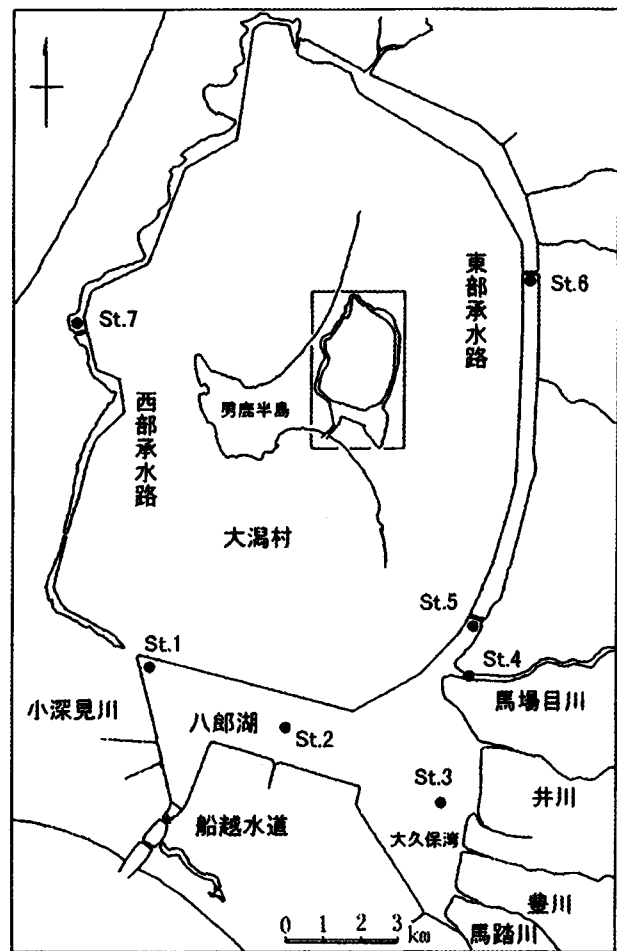 St.6
東部承水路
St.7
男鹿半島
西部承水路
大潟村
St.5
St.1
St.4
馬場目川
小深見川
八郎湖
St.2
St.3
井川
船越水道
大久保湾
豊川
0 1 2 3 km
馬踏川